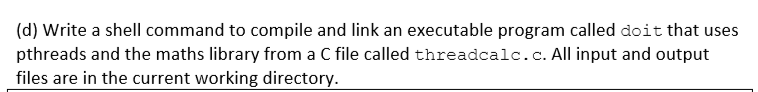 (d) Write a shell command to compile and link an executable program called doit that uses
pthreads and the maths library from a C file called threadcalc.c. All input and output
files are in the current working directory.